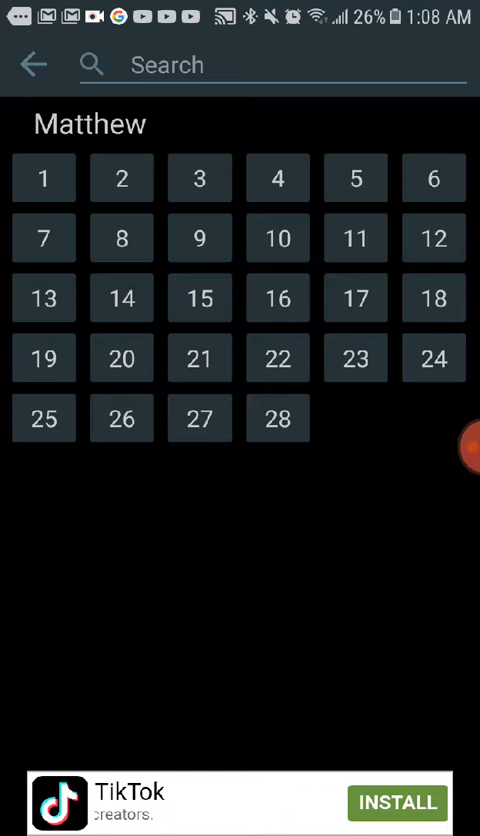 26% 1:08 AM
Search
Matthew
1 2 3 4 5 6
7 8 9 10 11 12
13 14 15 16 17 18
19 20 21 22 23 24
25 26 27 28
TikTok
creators.
INSTALL